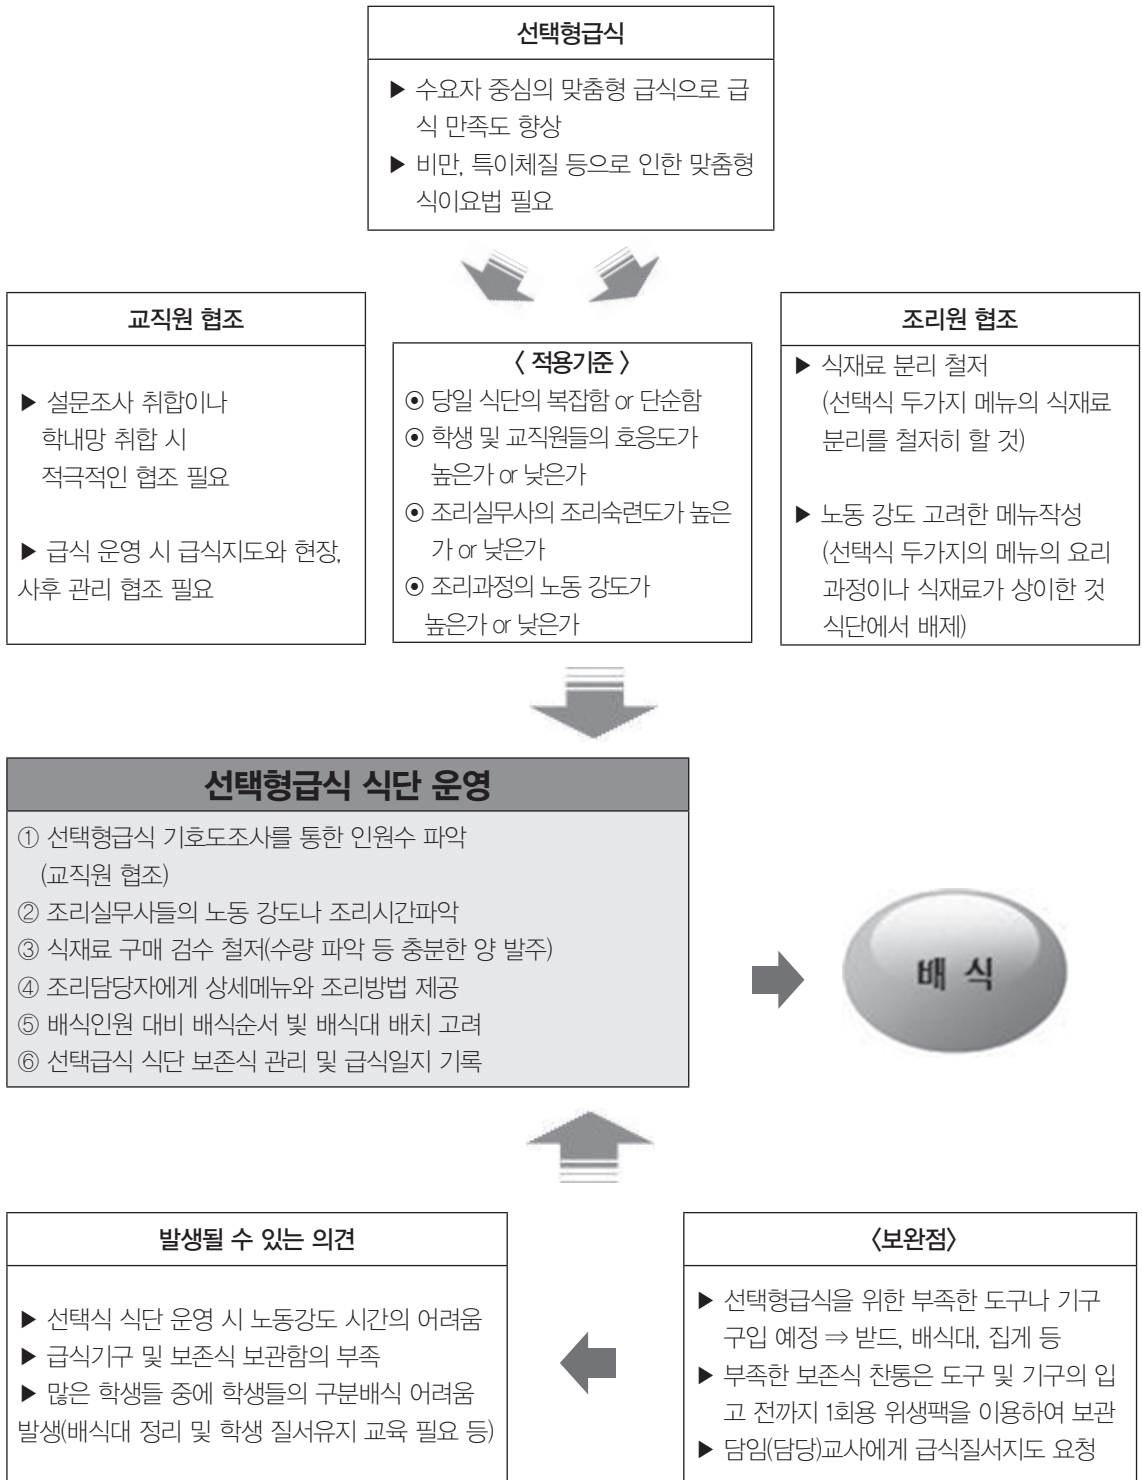 선택형급식
▶ 수요자 중심의 맞춤형 급식으로 급
식 만족도 향상
▶ 비만, 특이체질 등으로 인한 맞춤형
식이요법 필요
교직원 협조
▶ 설문조사 취합이나
학내망 취합 시
적극적인 협조 필요
▶ 급식 운영 시 급식지도와 현장,
사후 관리 협조 필요
〈 적용기준 〉
⊙ 당일 식단의 복잡함 or 단순함
⊙ 학생 및 교직원들의 호응도가
높은가 or 낮은가
⊙ 조리실무사의 조리숙련도가 높은
가 or 낮은가
⊙ 조리과정의 노동 강도가
높은가 or 낮은가
조리원 협조
▶ 식재료 분리 철저
(선택식 두가지 메뉴의 식재료
분리를 철저히 할 것)
▶ 노동 강도 고려한 메뉴작성
(선택식 두가지의 메뉴의 요리
과정이나 식재료가 상이한 것
식단에서 배제)
선택형급식 식단 운영
① 선택형급식 기호도조사를 통한 인원수 파악
(교직원 협조)
② 조리실무사들의 노동 강도나 조리시간파악
③ 식재료 구매 검수 철저(수량 파악 등 충분한 양 발주)
④ 조리담당자에게 상세메뉴와 조리방법 제공
⑤ 배식인원 대비 배식순서 및 배식대 배치 고려
⑥ 선택급식 식단 보존식 관리 및 급식일지 기록
배 식
발생될 수 있는 의견
▶ 선택식 식단 운영 시 노동강도 시간의 어려움
▶ 급식기구 및 보존식 보관함의 부족
▶ 많은 학생들 중에 학생들의 구분배식 어려움
발생(배식대 정리 및 학생 질서유지 교육 필요 등)
〈보완점〉
▶ 선택형급식을 위한 부족한 도구나 기구
구입 예정 ⇒ 받드, 배식대, 집게 등
▶ 부족한 보존식 찬통은 도구 및 기구의 입
고 전까지 1회용 위생팩을 이용하여 보관
▶ 담임(담당)교사에게 급식질서지도 요청